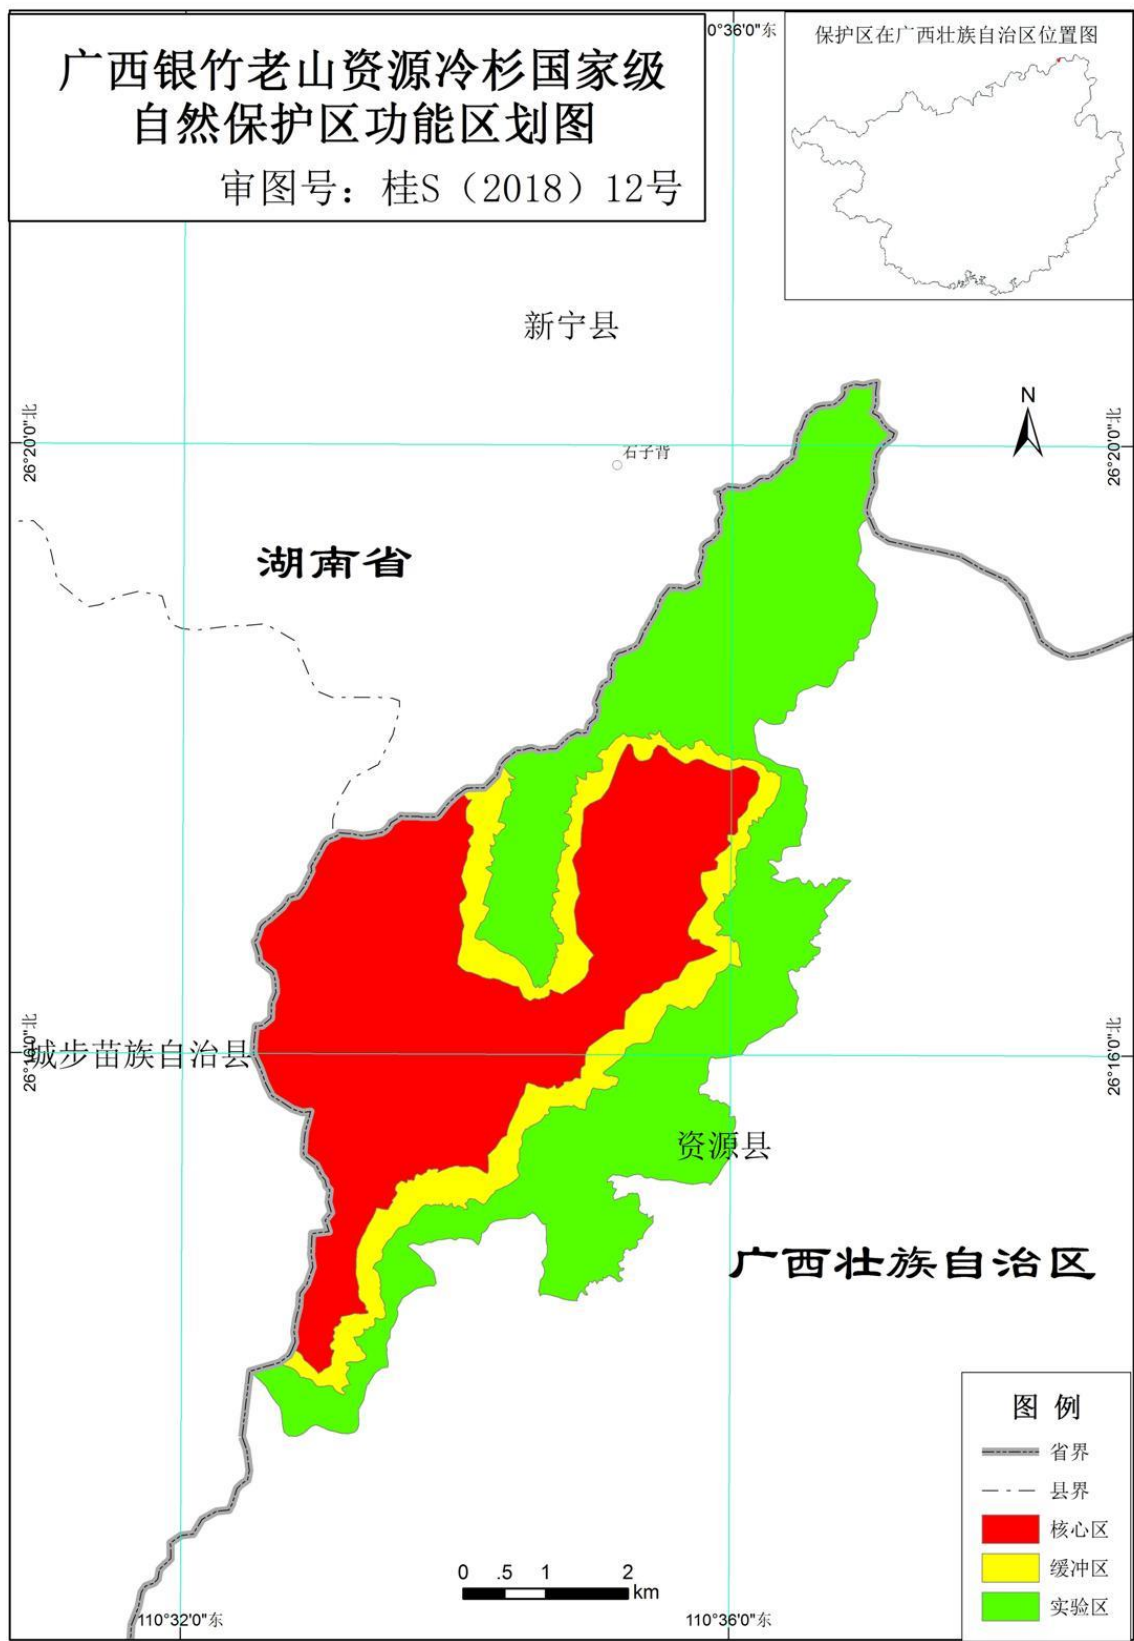 广西银竹老山资源冷杉国家级
自然保护区功能区划图
审图号：桂S（2018）12号
0°36'0"东
保护区在广西壮族自治区位置图
新宁县
N
26°20'0"北
26°20'0"北
石子背
湖南省
城步苗族自治县
26°16'0"北
26°16'0"北
资源县
广西壮族自治区
图 例
省界
县界
核心区
缓冲区
实验区
0 .5 1 2
km
110°32'0"东
110°36'0"东